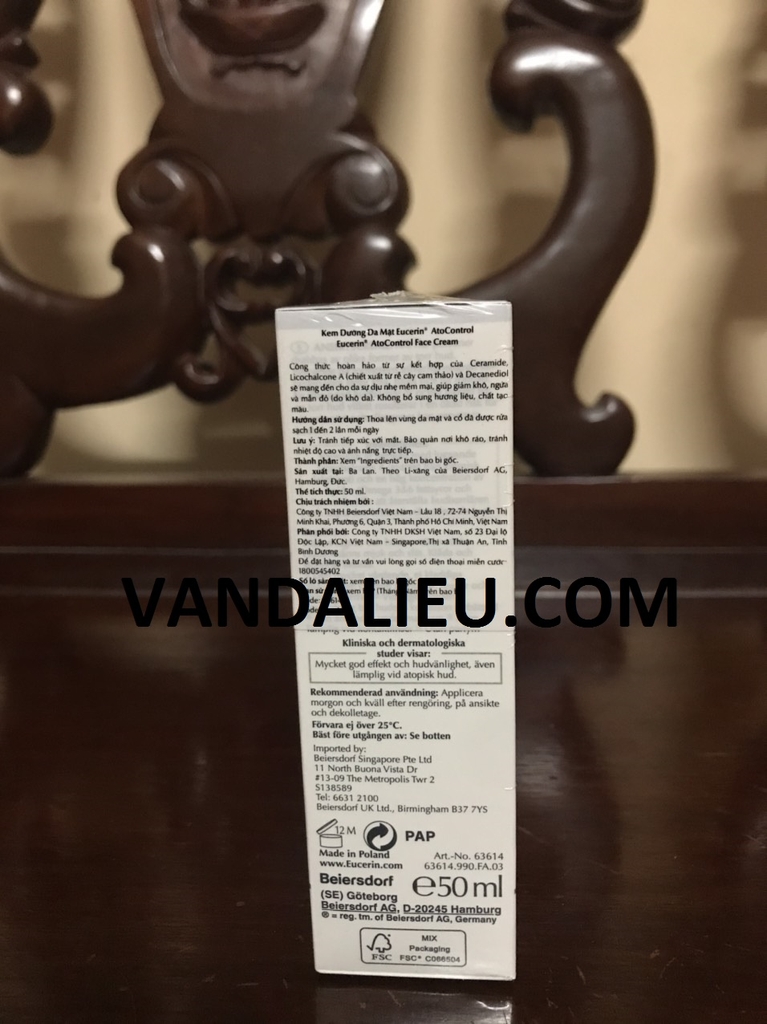 Kem Dưỡng Da Mặt Eucerin® AtoControl
Eucerin® AtoControl Face Cream
Công thức hoàn hảo từ sự kết hợp của Ceramide,
Licochalcone A (chiết xuất từ rễ cây cam thảo) và Decanediol
sẽ mang đến cho da sự dịu nhẹ mềm mại, giúp giảm khô, ngứa
và mẩn đỏ (do khô da). Không bổ sung hương liệu, chất tạo
màu.
Hướng dẫn sử dụng: Thoa lên vùng da mặt và cổ đã được rửa
sạch 1 đến 2 lần mỗi ngày
Lưu ý: Tránh tiếp xúc với mắt. Bảo quản nơi khô ráo, tránh
nhiệt độ cao và ánh nắng trực tiếp.
Thành phần: Xem "Ingredients" trên bao bì gốc.
Sản xuất tại: Ba Lan. Theo Li-xăng của Beiersdorf AG,
Hamburg, Đức.
Thể tích thực: 50 ml.
Chịu trách nhiệm bởi :
Công ty TNHH Beiersdorf Việt Nam – Lầu 18 , 72-74 Nguyễn Thị
Minh Khai, Phường 6, Quận 3, Thành phố Hồ Chí Minh, Việt Nam
Phân phối bởi: Công ty TNHH DKSH Việt Nam, số 23 Đại lộ
Độc Lập, KCN Việt Nam – Singapore,Thị xã Thuận An, Tỉnh
Bình Dương
Để đặt hàng và tư vấn vui lòng gọi số điện thoại miễn cước
1800545402
Số lô sản xem trên bao bì gốc
VANDALIEU.COM
Kliniska och dermatologiska
studer visar:
Mycket god effekt och hudvänlighet, även
lämplig vid atopisk hud.
Rekommenderad användning: Applicera
morgon och kväll efter rengöring, på ansikte
och dekolletage.
Förvara ej över 25°C.
Bäst före utgången av: Se botten
Imported by:
Beiersdorf Singapore Pte Ltd
11 North Buona Vista Dr
#13-09 The Metropolis Twr 2
S138589
Tel: 6631 2100
Beiersdorf UK Ltd., Birmingham B37 7YS
12 M PAP
Made in Poland Art.-No. 63614
www.Eucerin.com 63614.990.FA.03
Beiersdorf ℮50 ml
(SE) Göteborg
Beiersdorf AG, D-20245 Hamburg
® = reg. tm. of Beiersdorf AG, Germany
MIX
Packaging
FSC FSC® C066504